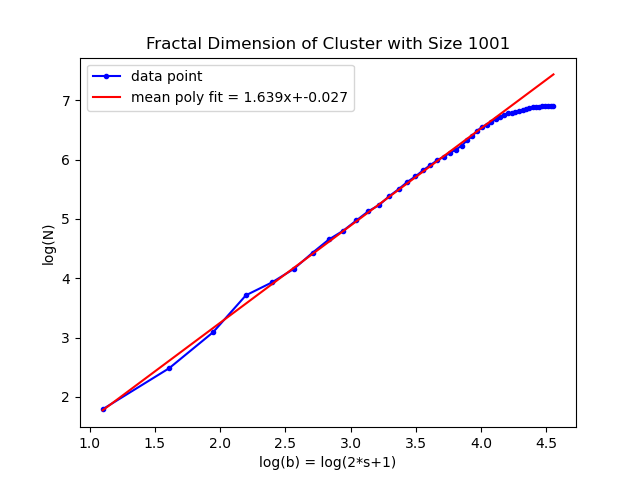 Fractal Dimension of Cluster with Size 1001
data point
mean poly fit = 1.639x+-0.027
log(N)
7
6
5
4
3
2
1.0 1.5 2.0 2.5 3.0 3.5 4.0 4.5
log(b) = log(2*s+1)